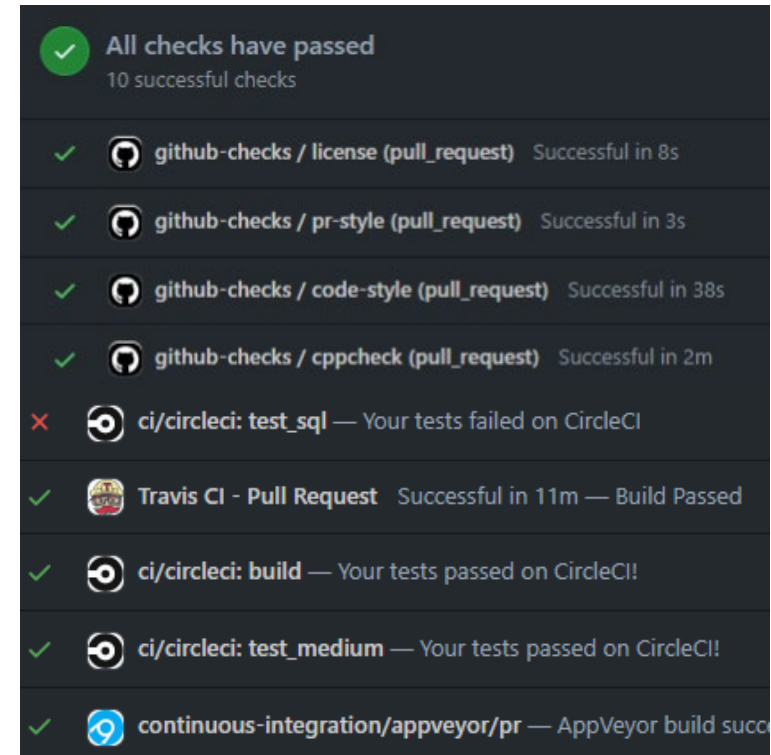 All checks have passed
10 successful checks
github-checks / license (pull_request) Successful in 8s
github-checks / pr-style (pull_request) Successful in 3s
github-checks / code-style (pull_request) Successful in 38s
github-checks / cppcheck (pull_request) Successful in 2m
ci/circleci: test_sql — Your tests failed on CircleCI
Travis CI - Pull Request Successful in 11m — Build Passed
ci/circleci: build — Your tests passed on CircleCI!
ci/circleci: test_medium — Your tests passed on CircleCI!
continuous-integration/appveyor/pr — AppVeyor build